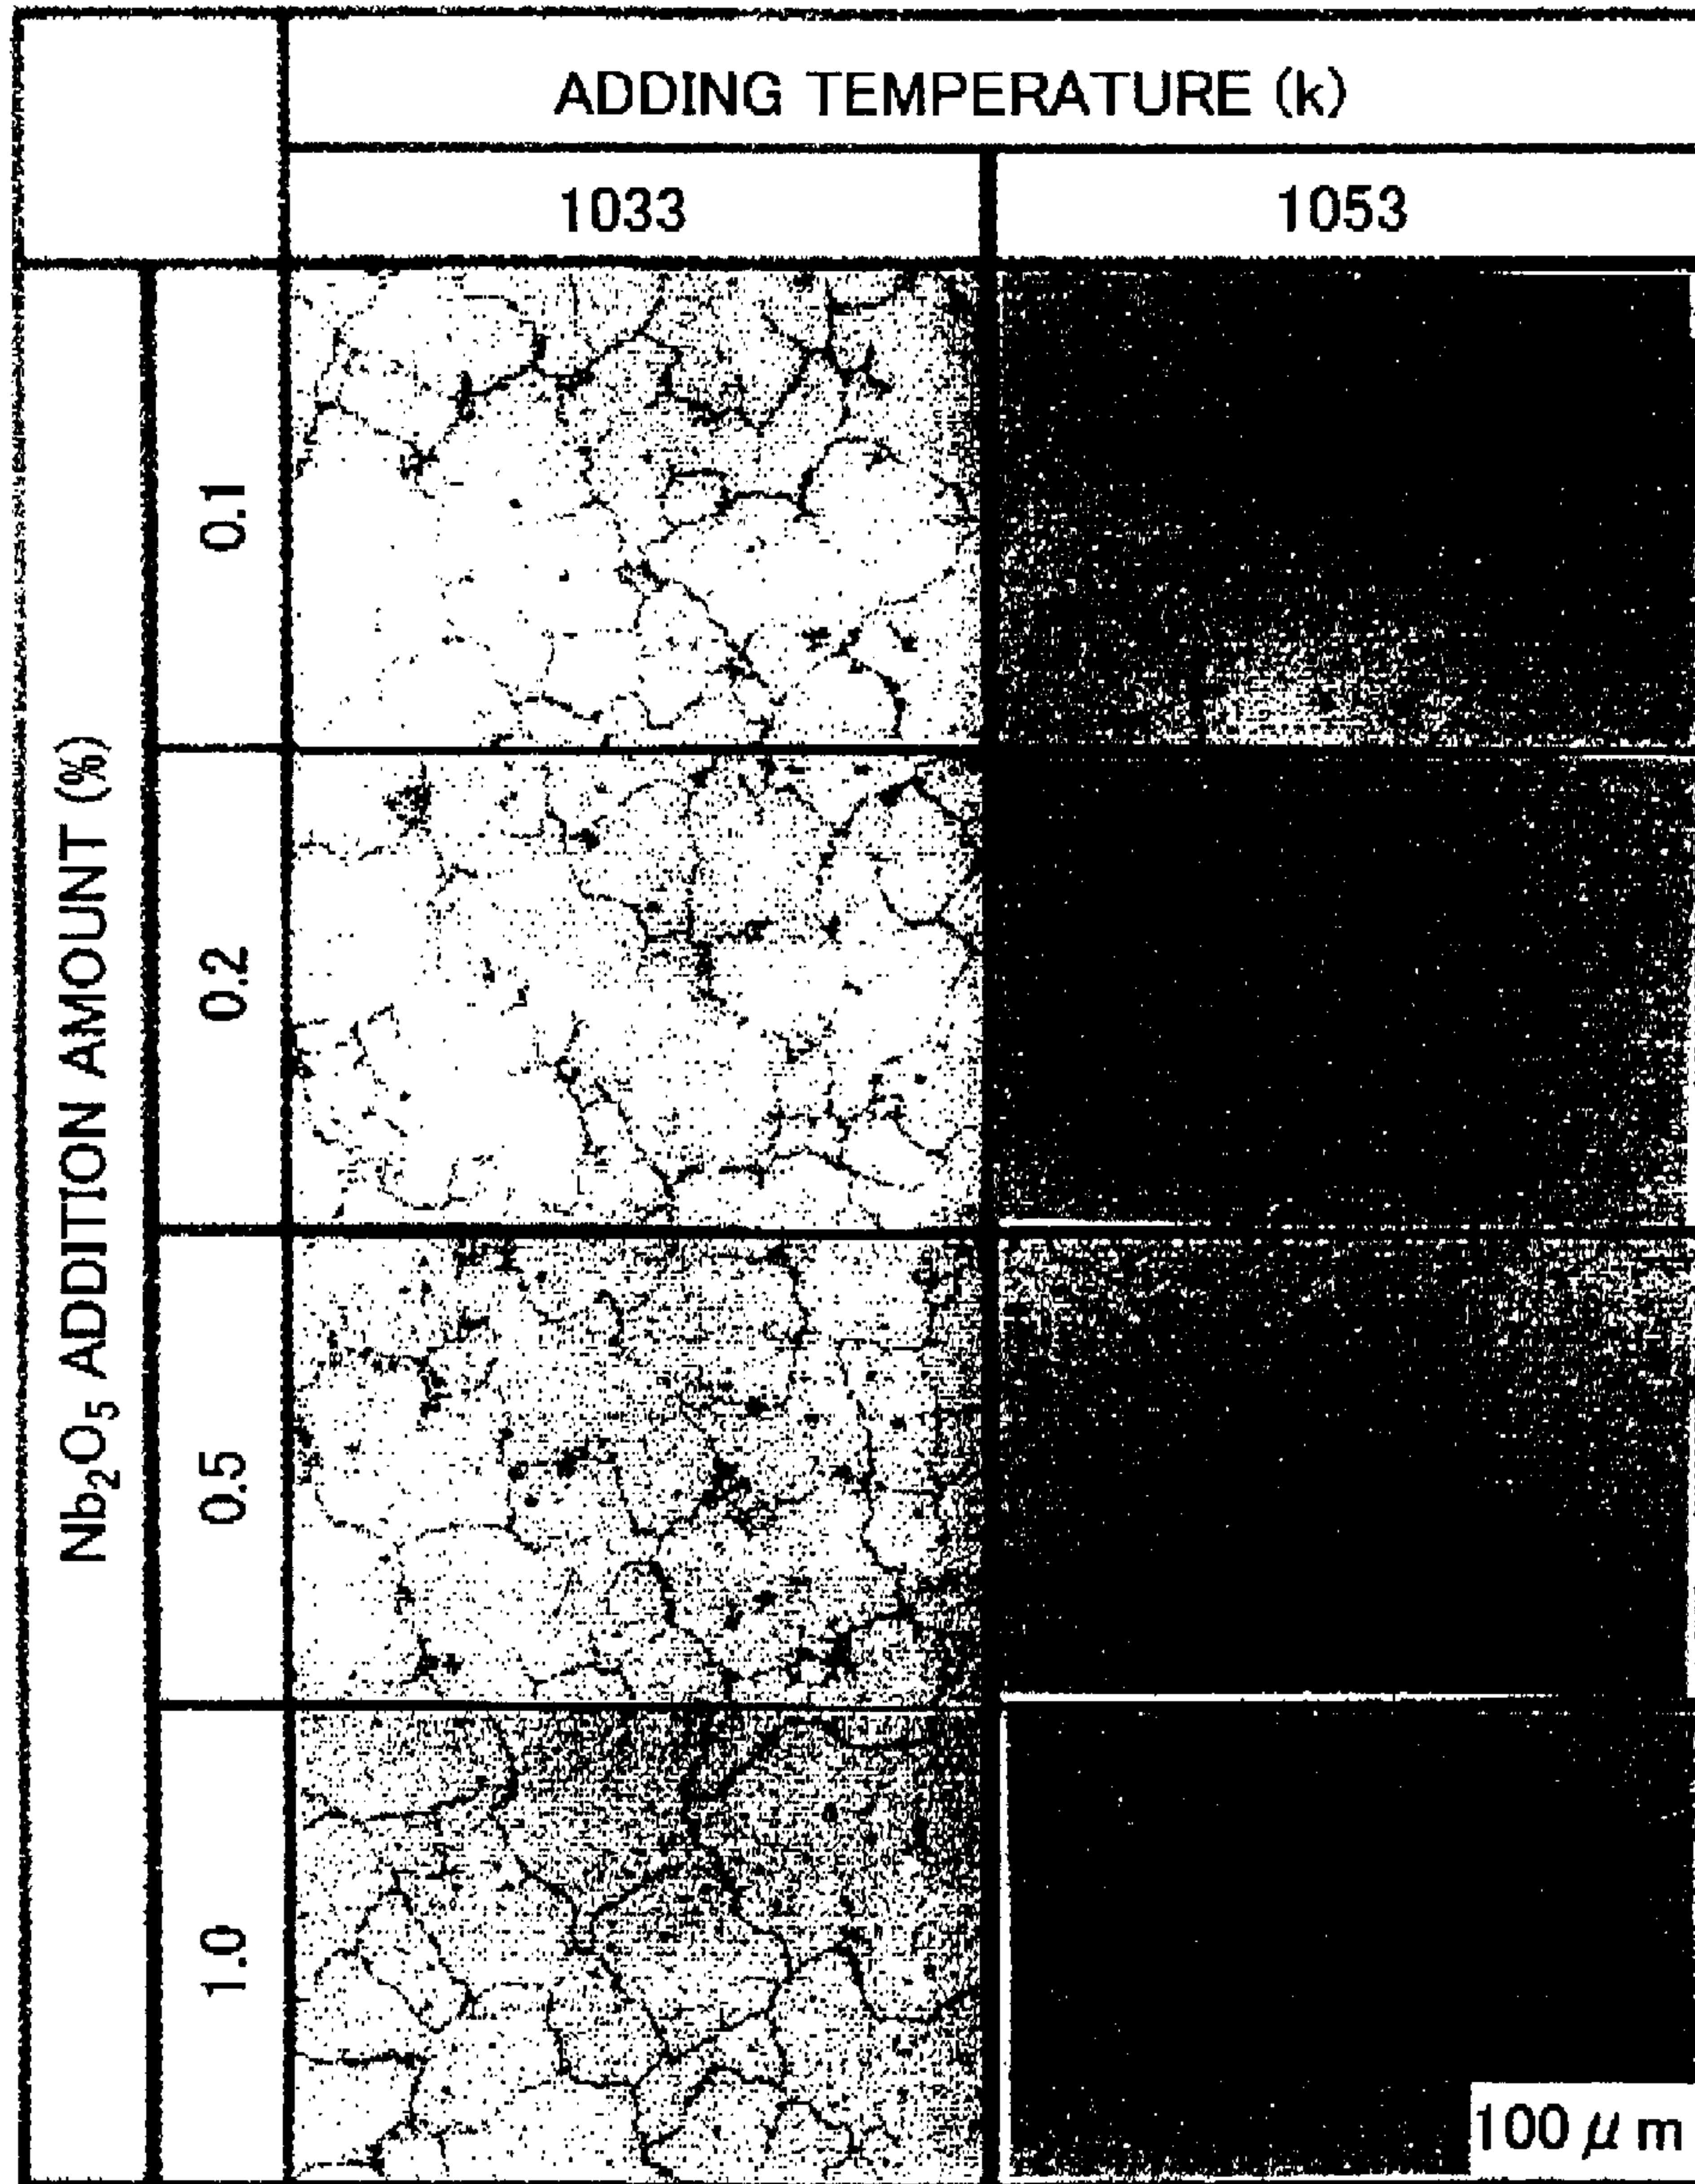 ADDING TEMPERATURE (k)
1033
1053
Nb₂O₅ ADDITION AMOUNT (%)
0.1
0.2
0.5
1.0
100 μm